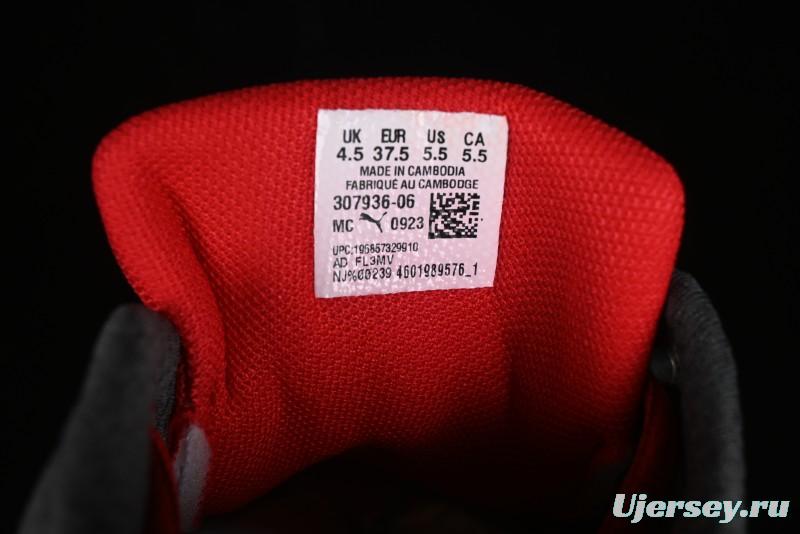 UK EUR US CA
4.5 37.5 5.5 5.5
MADE IN CAMBODIA
FABRIQUÉ AU CAMBODGE
307936-06
MC 0923
UPC:195857329910
AD FL3MV
NJ%00239 4601989576_1
Ujersey.ru